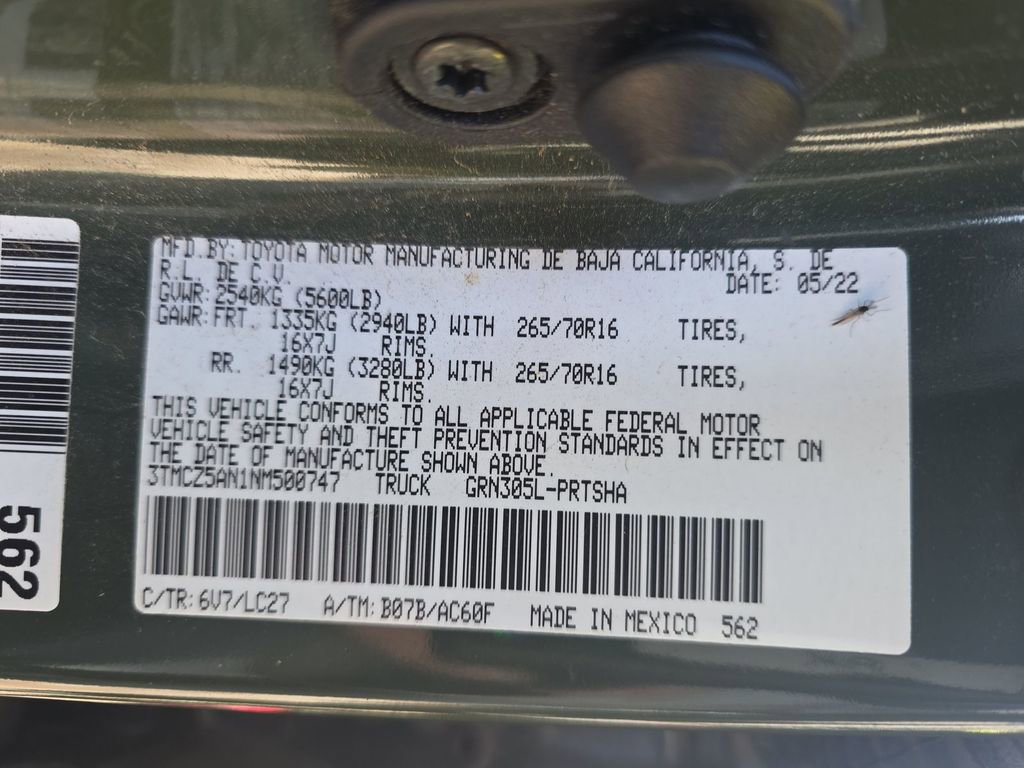 MFD.BY: TOYOTA MOTOR MANUFACTURING DE BAJA CALIFORNIA, S. DE
R.L. DE C.V.
DATE: 05/22
GVWR: 2540KG (5600LB)
GAWR: FRT. 1335KG (2940LB) WITH 265/70R16 TIRES,
16X7J RIMS.
RR. 1490KG (3280LB) WITH 265/70R16 TIRES,
16X7J RIMS.
THIS VEHICLE CONFORMS TO ALL APPLICABLE FEDERAL MOTOR
VEHICLE SAFETY AND THEFT PREVENTION STANDARDS IN EFFECT ON
THE DATE OF MANUFACTURE SHOWN ABOVE.
3TMCZ5AN1NM500747 TRUCK GRN305L-PRTSHA
C/TR: 6V7/LC27 A/TM: B07B/AC60F MADE IN MEXICO 562
562